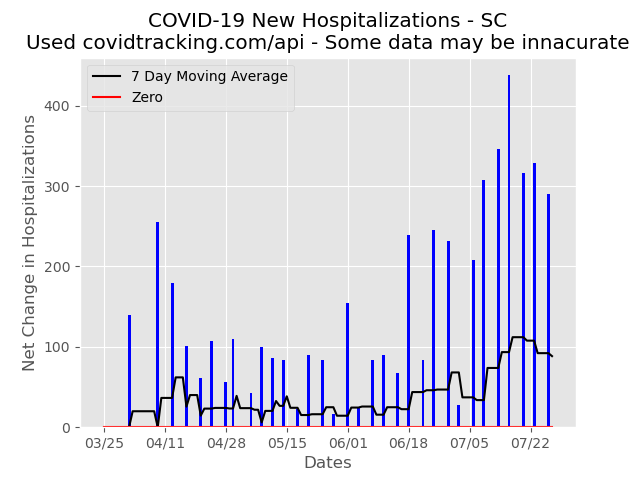 COVID-19 New Hospitalizations - SC
Used covidtracking.com/api - Some data may be innacurate
7 Day Moving Average
Zero
Net Change in Hospitalizations
400
300
200
100
0
03/25 04/11 04/28 05/15 06/01 06/18 07/05 07/22
Dates